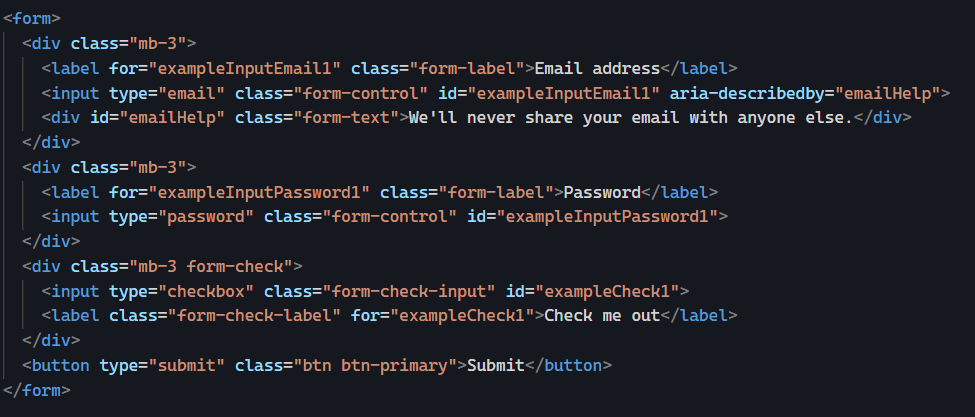 <form>
<div class="mb-3">
<label for="exampleInputEmail1" class="form-label">Email address</label>
<input type="email" class="form-control" id="exampleInputEmail1" aria-describedby="emailHelp">
<div id="emailHelp" class="form-text">We'll never share your email with anyone else.</div>
</div>
<div class="mb-3">
<label for="exampleInputPassword1" class="form-label">Password</label>
<input type="password" class="form-control" id="exampleInputPassword1">
</div>
<div class="mb-3 form-check">
<input type="checkbox" class="form-check-input" id="exampleCheck1">
<label class="form-check-label" for="exampleCheck1">Check me out</label>
</div>
<button type="submit" class="btn btn-primary">Submit</button>
</form>